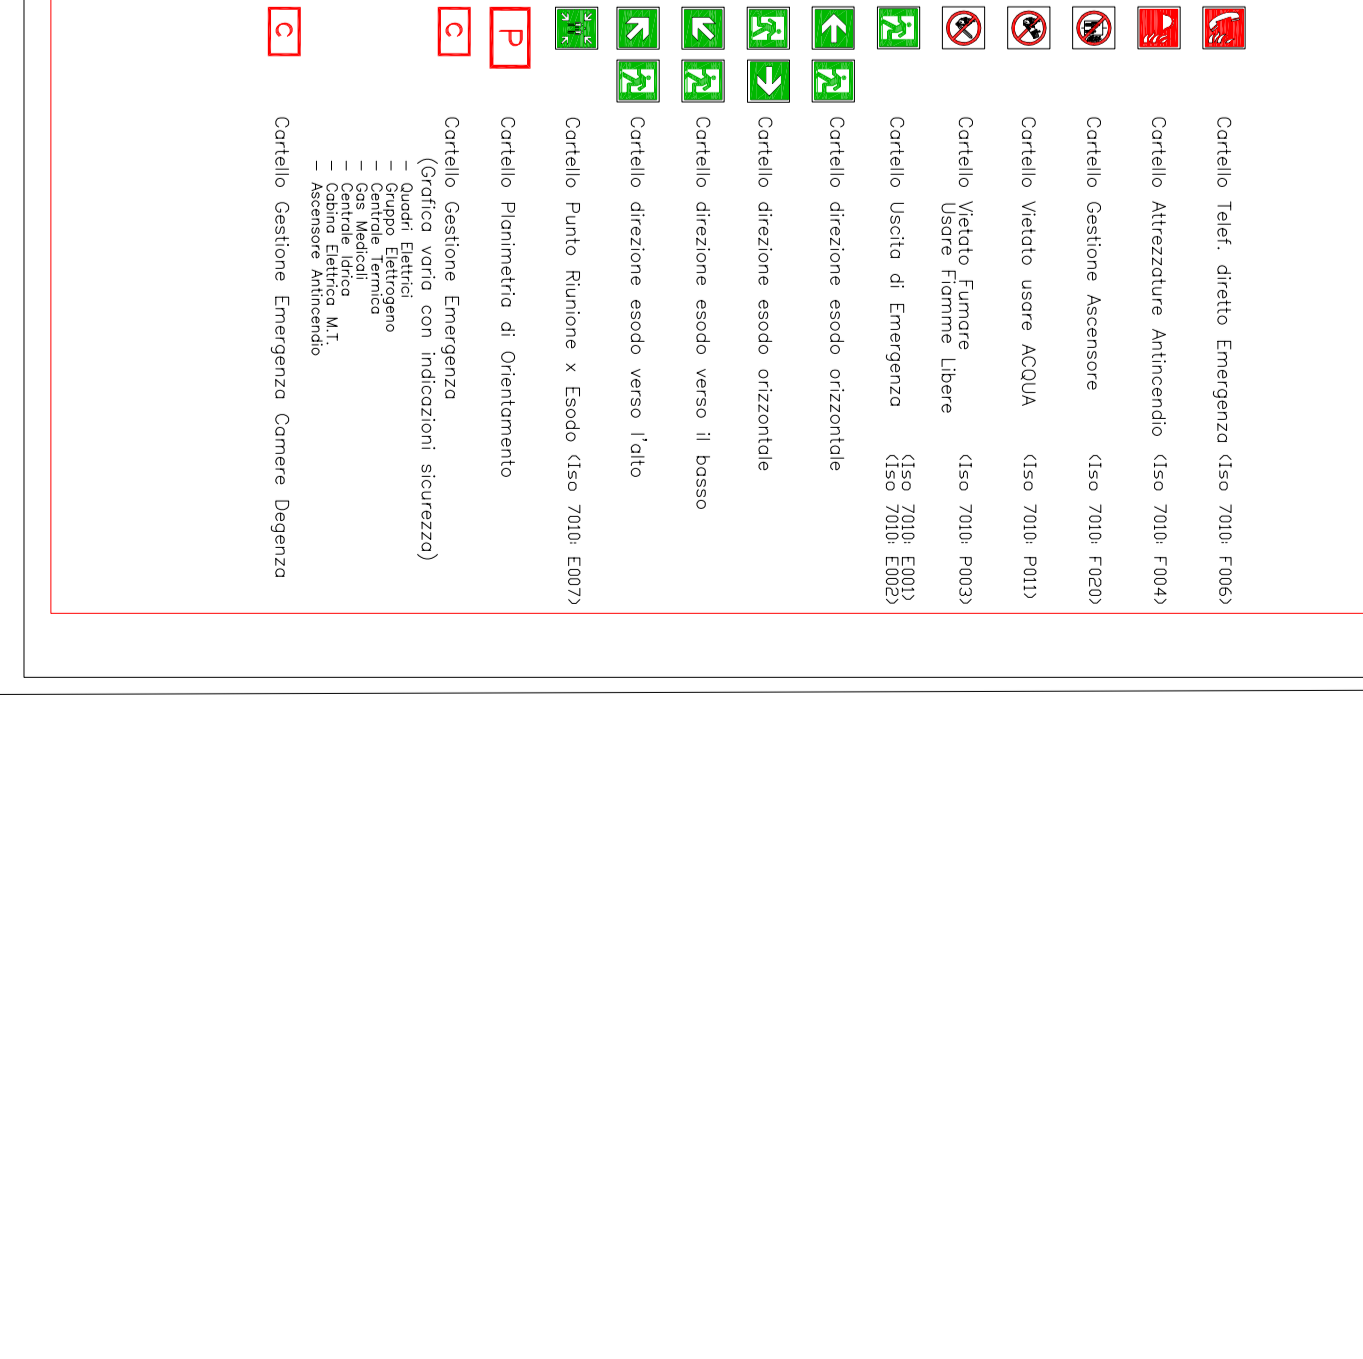 Cartello Telef. diretto Emergenza (Iso 7010: F006)
Cartello Attrezzature Antincendio (Iso 7010: F004)
Cartello Gestione Ascensore (Iso 7010: F020)
Cartello Vietato usare ACQUA (Iso 7010: P011)
Cartello Vietato Fumare (Iso 7010: P003)
Usare Fiamme Libere
(Iso 7010: E001)
Cartello Uscita di Emergenza (Iso 7010: E002)
Cartello direzione esodo orizzontale
Cartello direzione esodo orizzontale
Cartello direzione esodo verso il basso
Cartello direzione esodo verso l'alto
Cartello Punto Riunione x Esodo (Iso 7010: E007)
P Cartello Planimetria di Orientamento
C Cartello Gestione Emergenza
(Grafica varia con indicazioni sicurezza)
- Quadri Elettrici
- Gruppo Elettrogeno
- Centrale Termica
- Gas Medicali
- Centrale Idrica
- Cabina Elettrica M.T.
- Ascensore Antincendio
C Cartello Gestione Emergenza Camere Degenza